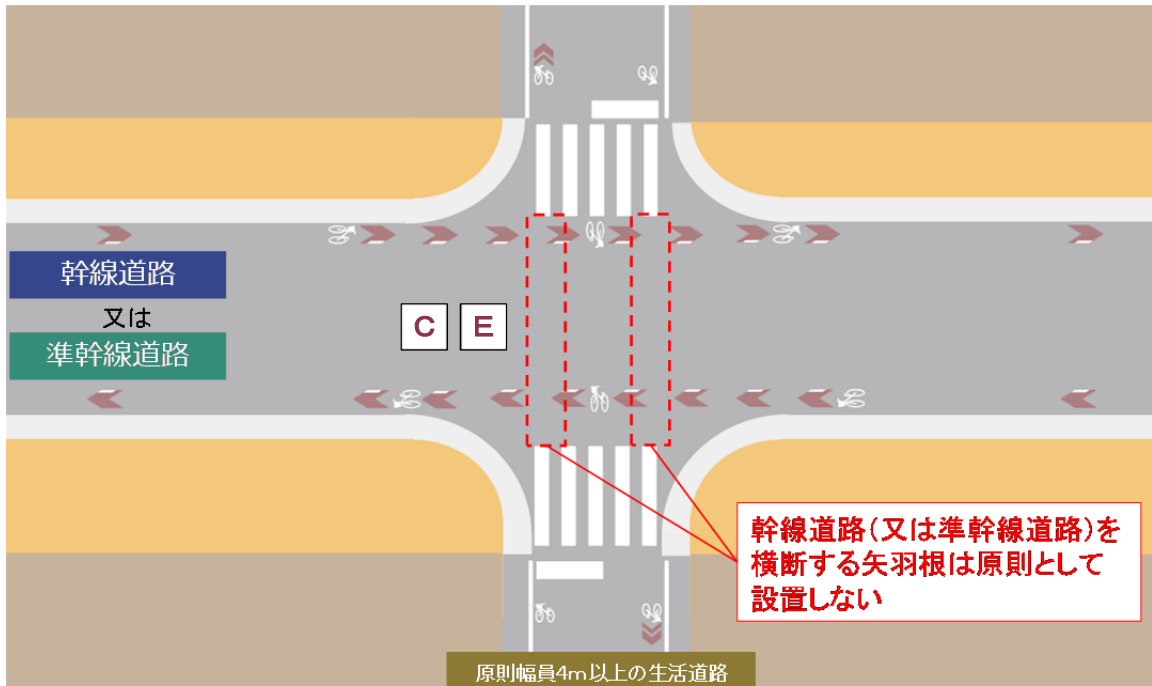 幹線道路
又は
準幹線道路
C E
幹線道路(又は準幹線道路)を
横断する矢羽根は原則として
設置しない
原則幅員4m以上の生活道路